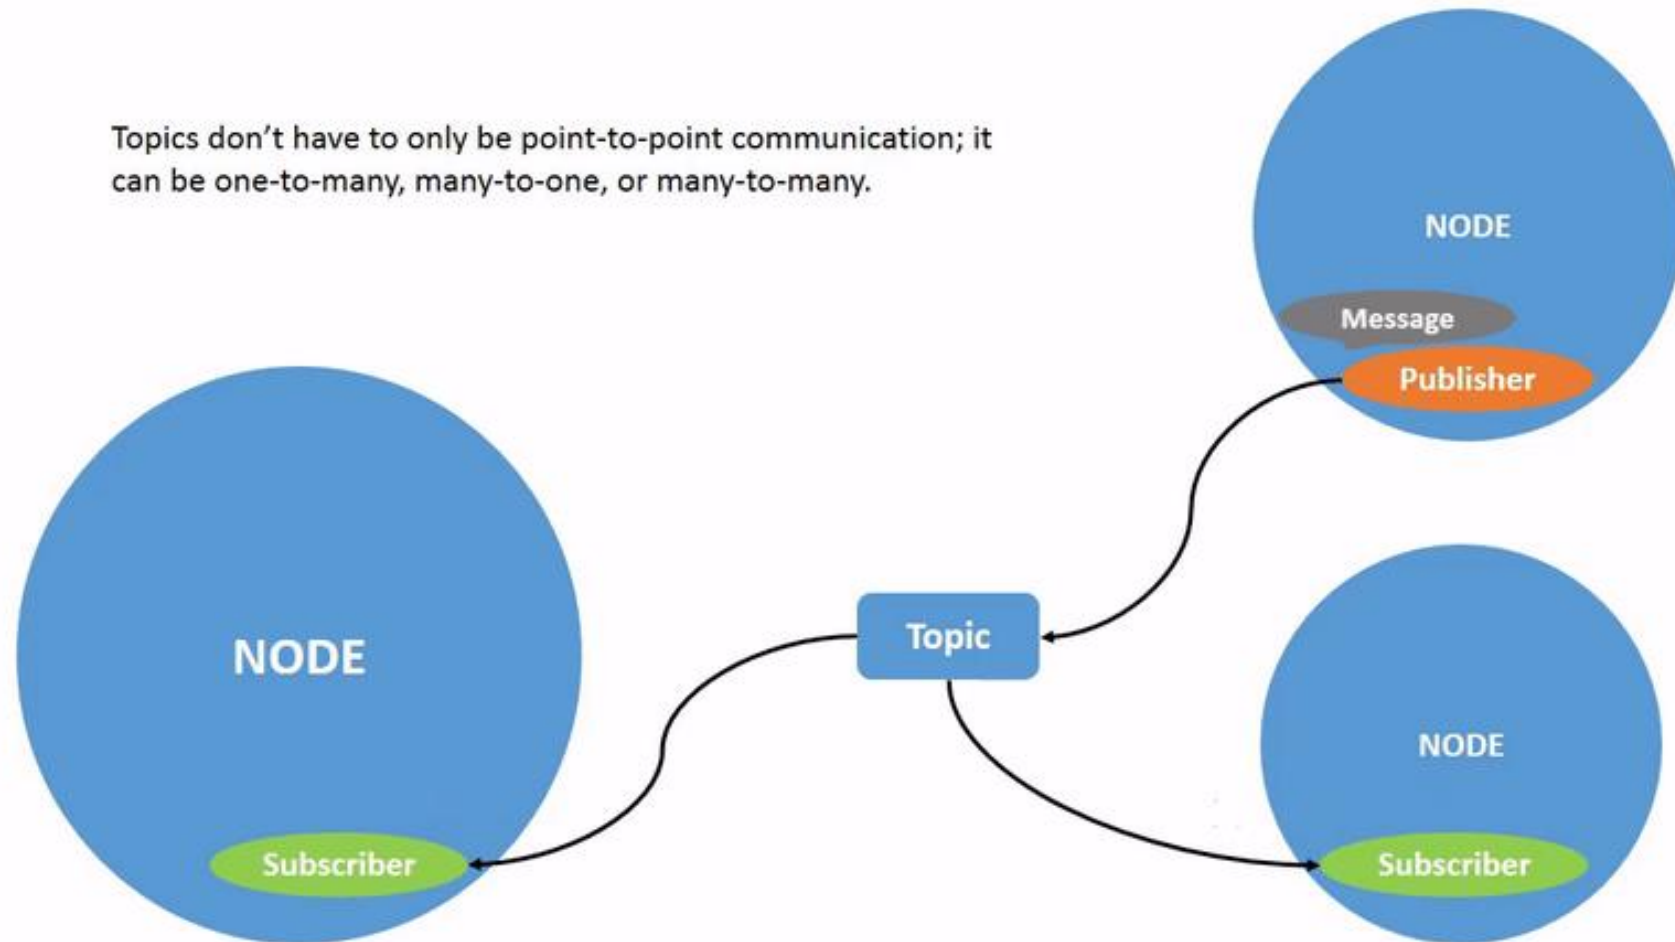 Topics don’t have to only be point-to-point communication; it
can be one-to-many, many-to-one, or many-to-many.
NODE
Message
Publisher
Topic
NODE
NODE
Subscriber
Subscriber